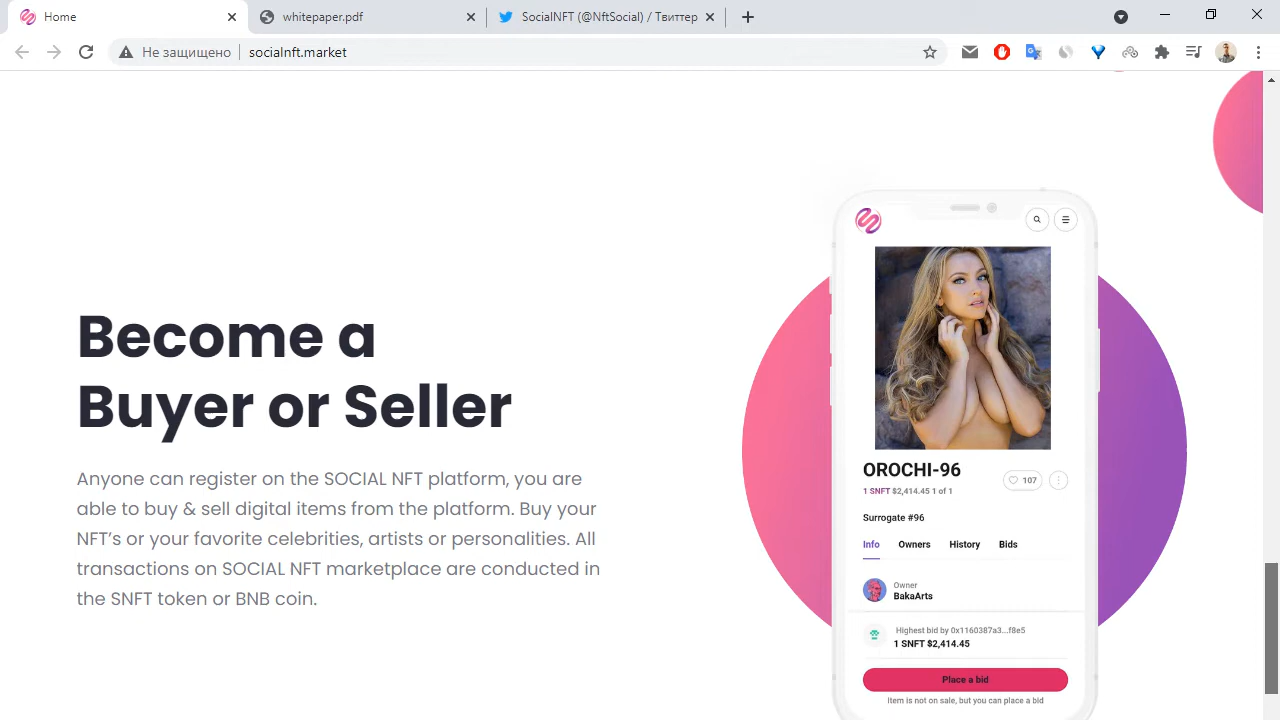 Home
whitepaper.pdf
SocialNFT (@NftSocial) / Твиттер
Не защищено
socialnft.market
Become a
Buyer or Seller
Anyone can register on the SOCIAL NFT platform, you are
able to buy & sell digital items from the platform. Buy your
NFT’s or your favorite celebrities, artists or personalities. All
transactions on SOCIAL NFT marketplace are conducted in
the SNFT token or BNB coin.
OROCHI-96
107
1 SNFT $2,414.45 1 of 1
Surrogate #96
Info Owners History Bids
Owner
BakaArts
Highest bid by 0x1160387a3...f8e5
1 SNFT $2,414.45
Place a bid
Item is not on sale, but you can place a bid